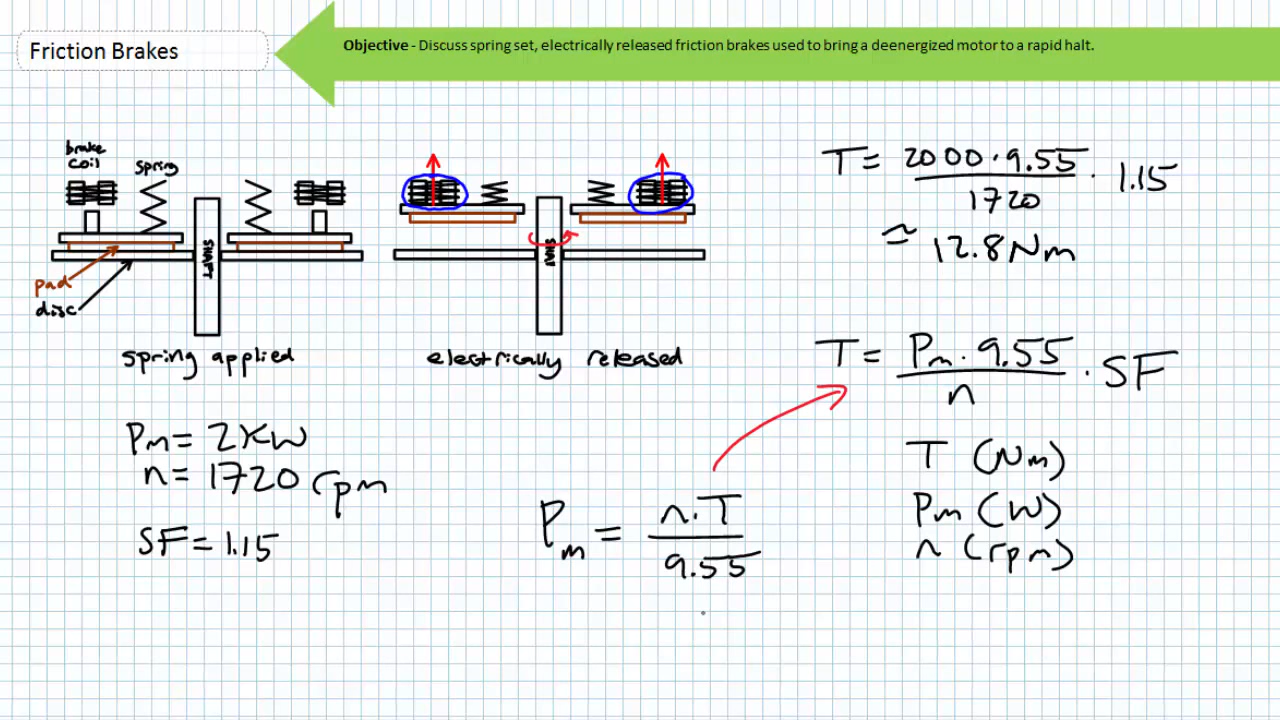 Friction Brakes
Objective - Discuss spring set, electrically released friction brakes used to bring a deenergized motor to a rapid halt.
brake
coil
spring
SHAFT
pad
disc
spring applied
SHAF
electrically released
T = 2000 · 9.55 / 1720 · 1.15
≈ 12.8 Nm
T = Pm · 9.55 / n · SF
T (Nm)
Pm (W)
n (rpm)
Pm = 2KW
n = 1720 rpm
SF = 1.15
Pm = n · T / 9.55